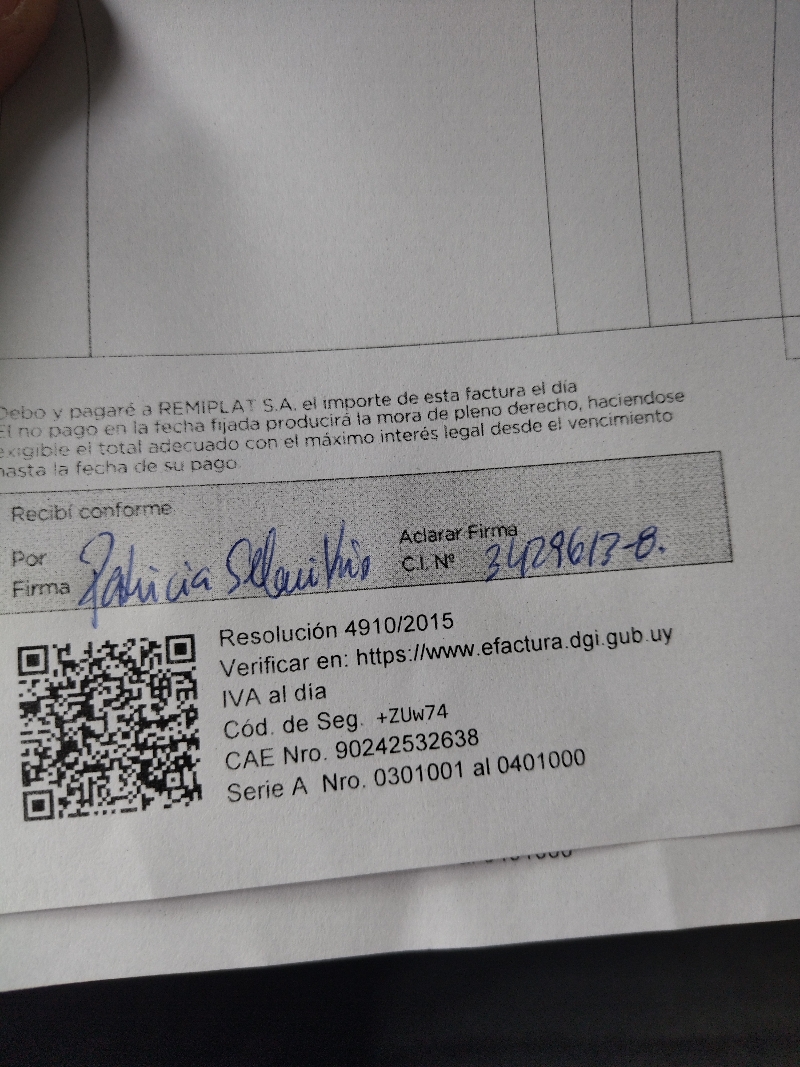 Debo y pagaré a REMIPLAT S.A. el importe de esta factura el día
El no pago en la fecha fijada producirá la mora de pleno derecho, haciendose
exigible el total adecuado con el máximo interés legal desde el vencimiento
hasta la fecha de su pago
Recibí conforme
Por
Firma Patricia
Aclarar Firma
C.I. Nº 3429613-8.
Resolución 4910/2015
Verificar en: https://www.efactura.dgi.gub.uy
IVA al día
Cód. de Seg. +ZUw74
CAE Nro. 90242532638
Serie A Nro. 0301001 al 0401000